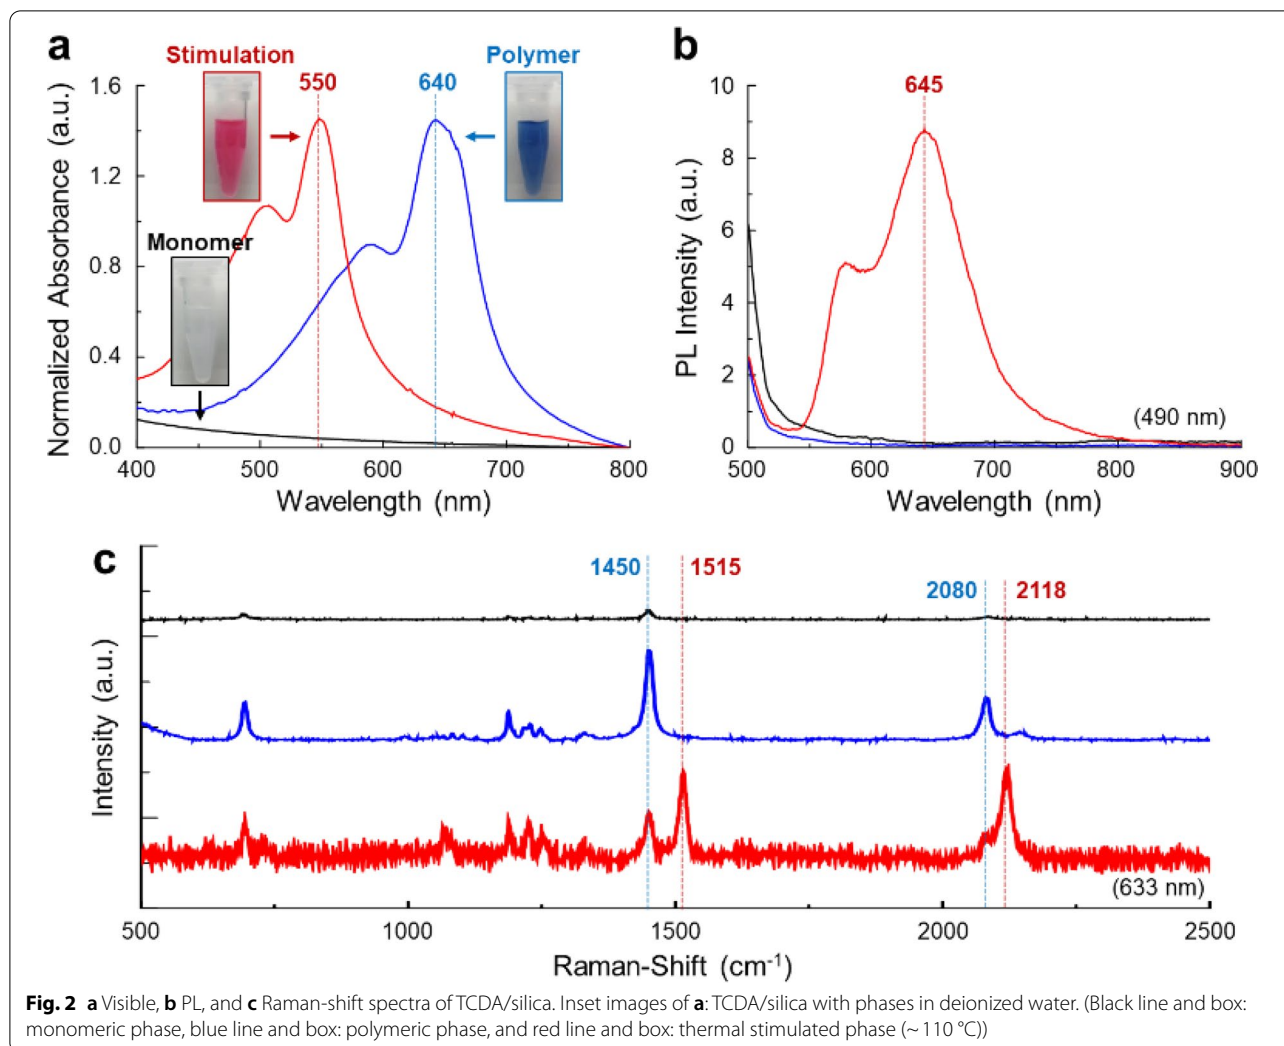 a
Stimulation
550
640
Polymer
Monomer
1.6
1.2
0.8
0.4
0.0
Normalized Absorbance (a.u.)
400 500 600 700 800
Wavelength (nm)
b
645
10
8
6
4
2
0
PL Intensity (a.u.)
(490 nm)
500 600 700 800 900
Wavelength (nm)
c
1450 1515 2080 2118
Intensity (a.u.)
(633 nm)
500 1000 1500 2000 2500
Raman-Shift (cm⁻¹)
Fig. 2 a Visible, b PL, and c Raman-shift spectra of TCDA/silica. Inset images of a: TCDA/silica with phases in deionized water. (Black line and box:
monomeric phase, blue line and box: polymeric phase, and red line and box: thermal stimulated phase (~ 110 °C))